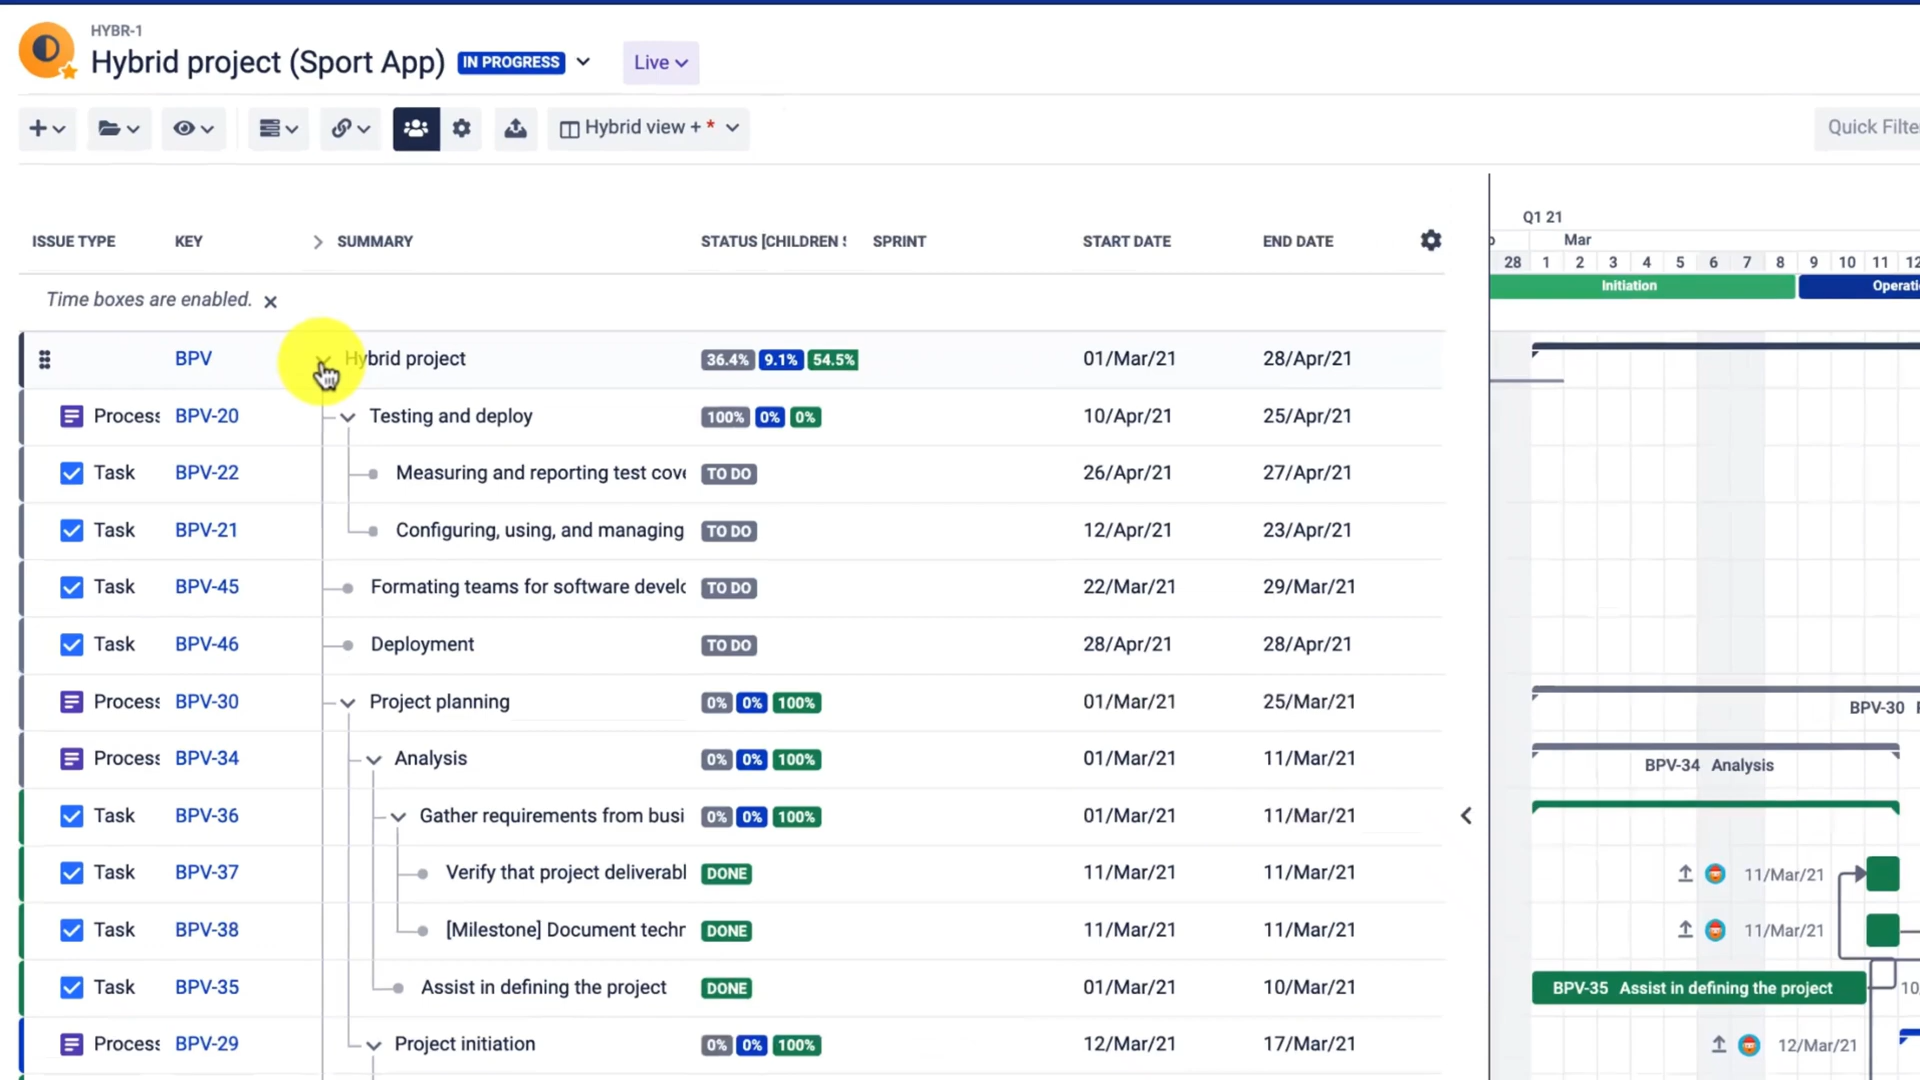 HYBR-1
Hybrid project (Sport App) IN PROGRESS Live
Hybrid view + * Quick Filte
ISSUE TYPE KEY SUMMARY STATUS [CHILDREN S SPRINT START DATE END DATE
Q1 21
Mar
28 1 2 3 4 5 6 7 8 9 10 11 12
Initiation Operati
Time boxes are enabled.
BPV Hybrid project 36.4% 9.1% 54.5% 01/Mar/21 28/Apr/21
Process BPV-20 Testing and deploy 100% 0% 0% 10/Apr/21 25/Apr/21
Task BPV-22 Measuring and reporting test cove TO DO 26/Apr/21 27/Apr/21
Task BPV-21 Configuring, using, and managing TO DO 12/Apr/21 23/Apr/21
Task BPV-45 Formating teams for software develo TO DO 22/Mar/21 29/Mar/21
Task BPV-46 Deployment TO DO 28/Apr/21 28/Apr/21
Process BPV-30 Project planning 0% 0% 100% 01/Mar/21 25/Mar/21 BPV-30
Process BPV-34 Analysis 0% 0% 100% 01/Mar/21 11/Mar/21 BPV-34 Analysis
Task BPV-36 Gather requirements from busi 0% 0% 100% 01/Mar/21 11/Mar/21
Task BPV-37 Verify that project deliverabl DONE 11/Mar/21 11/Mar/21 11/Mar/21
Task BPV-38 [Milestone] Document techn DONE 11/Mar/21 11/Mar/21 11/Mar/21
Task BPV-35 Assist in defining the project DONE 01/Mar/21 10/Mar/21 BPV-35 Assist in defining the project 10/
Process BPV-29 Project initiation 0% 0% 100% 12/Mar/21 17/Mar/21 12/Mar/21